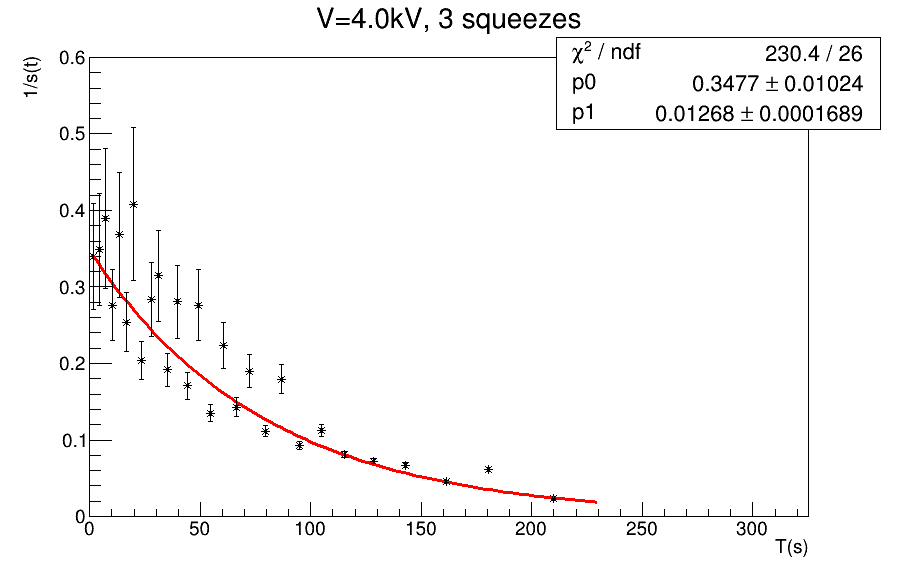 V=4.0kV, 3 squeezes
χ² / ndf 230.4 / 26
p0 0.3477 ± 0.01024
p1 0.01268 ± 0.0001689
1/s(t)
0.6
0.5
0.4
0.3
0.2
0.1
0
0 50 100 150 200 250 300
T(s)